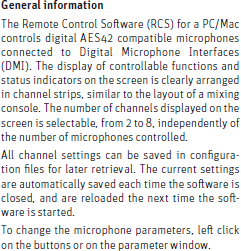 General information
The Remote Control Software (RCS) for a PC/Mac
controls digital AES42 compatible microphones
connected to Digital Microphone Interfaces
(DMI). The display of controllable functions and
status indicators on the screen is clearly arranged
in channel strips, similar to the layout of a mixing
console. The number of channels displayed on the
screen is selectable, from 2 to 8, independently of
the number of microphones controlled.
All channel settings can be saved in configura-
tion files for later retrieval. The current settings
are automatically saved each time the software is
closed, and are reloaded the next time the soft-
ware is started.
To change the microphone parameters, left click
on the buttons or on the parameter window.